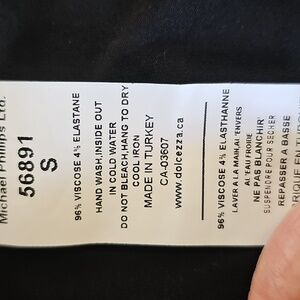 Michael Phillips Ltd.
56891
S
96% VISCOSE 4% ELASTANE
HAND WASH.INSIDE OUT
IN COLD WATER
DO NOT BLEACH,HANG TO DRY
COOL IRON
MADE IN TURKEY
CA-03607
www.dolcezza.ca
96% VISCOSE 4% ELASTHANNE
LAVER A LA MAIN,AL'ENVERS
AL'EAU FROIDE
NE PAS BLANCHIR'
SUSPENDRE POUR SECHER
REPASSER A BASSE